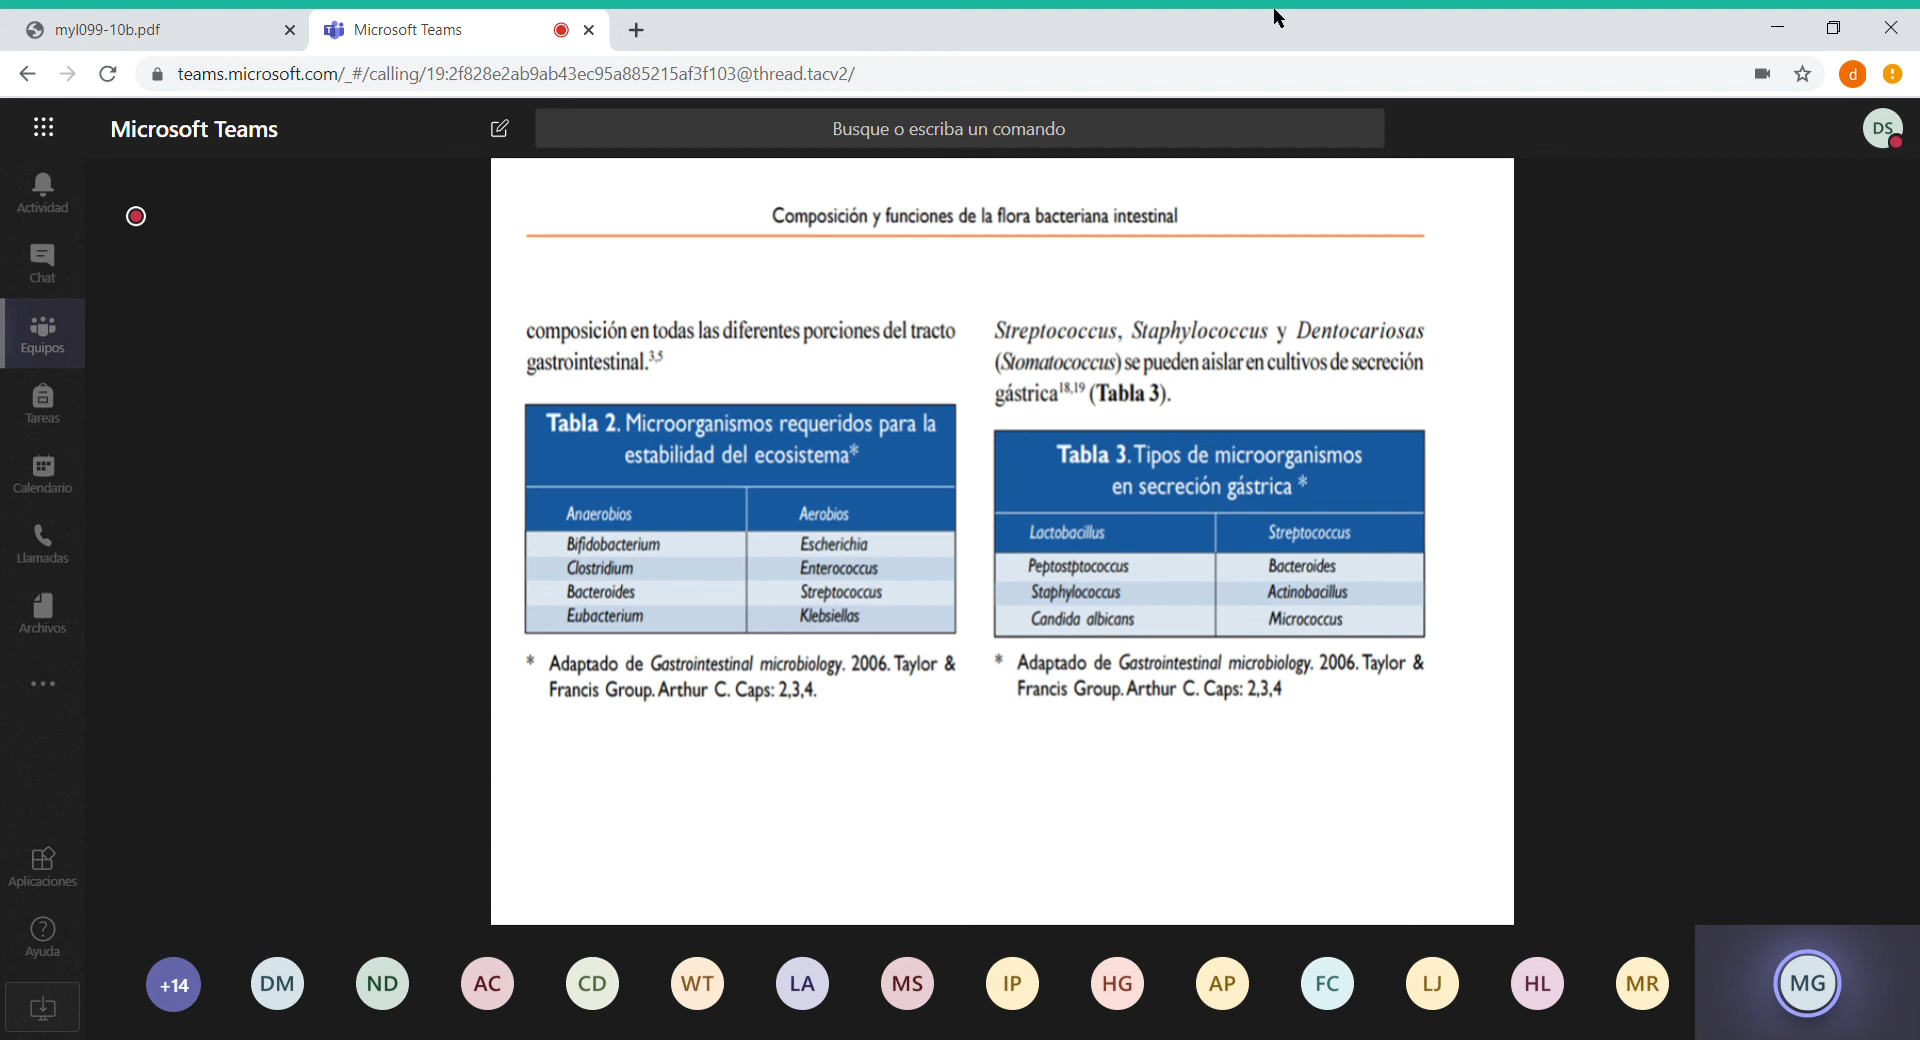 myl099-10b.pdf
Microsoft Teams
teams.microsoft.com/_#/calling/19:2f828e2ab9ab43ec95a885215af3f103@thread.tacv2/
d
Microsoft Teams
Busque o escriba un comando
DS
Actividad
Chat
Equipos
Tareas
Calendario
Llamadas
Archivos
Aplicaciones
Ayuda
Composición y funciones de la flora bacteriana intestinal
composición en todas las diferentes porciones del tracto
gastrointestinal.3,5
Tabla 2. Microorganismos requeridos para la
estabilidad del ecosistema*
Anaerobios Aerobios
Bifidobacterium Escherichia
Clostridium Enterococcus
Bacteroides Streptococcus
Eubacterium Klebsiellas
* Adaptado de Gastrointestinal microbiology. 2006. Taylor &
Francis Group. Arthur C. Caps: 2,3,4.
Streptococcus, Staphylococcus y Dentocariosas
(Stomatococcus) se pueden aislar en cultivos de secreción
gástrica18,19 (Tabla 3).
Tabla 3. Tipos de microorganismos
en secreción gástrica *
Lactobacillus Streptococcus
Peptostptococcus Bacteroides
Staphylococcus Actinobacillus
Candida albicans Micrococcus
* Adaptado de Gastrointestinal microbiology. 2006. Taylor &
Francis Group. Arthur C. Caps: 2,3,4
+14 DM ND AC CD WT LA MS IP HG AP FC LJ HL MR MG